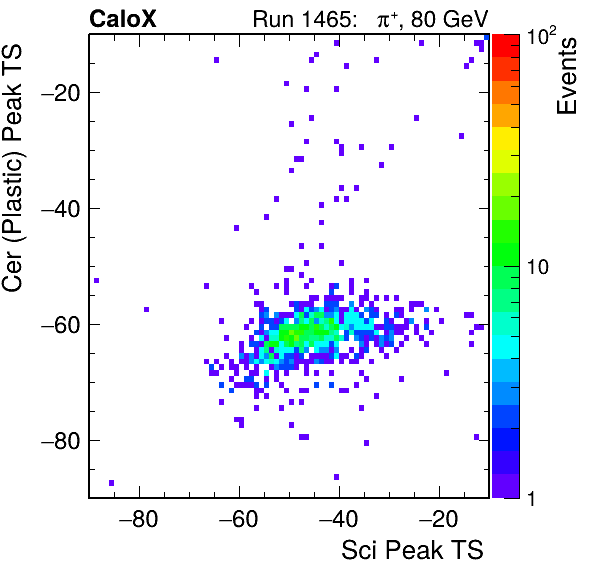 CaloX Run 1465: π⁺, 80 GeV
Cer (Plastic) Peak TS
−20
−40
−60
−80
−80 −60 −40 −20
Sci Peak TS
10²
10
1
Events